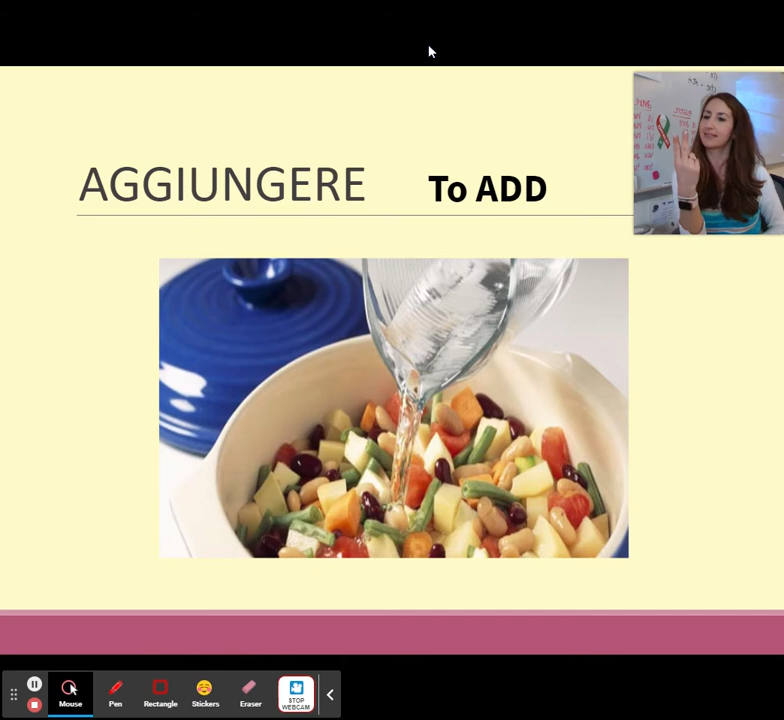 AGGIUNGERE To ADD
Mouse
Pen
Rectangle
Stickers
Eraser
STOP
WEBCAM